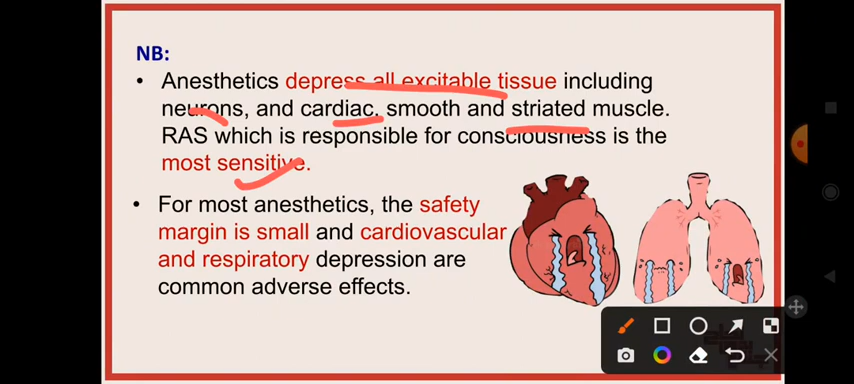 NB:
• Anesthetics depress all excitable tissue including
neurons, and cardiac, smooth and striated muscle.
RAS which is responsible for consciousness is the
most sensitive.
• For most anesthetics, the safety
margin is small and cardiovascular
and respiratory depression are
common adverse effects.